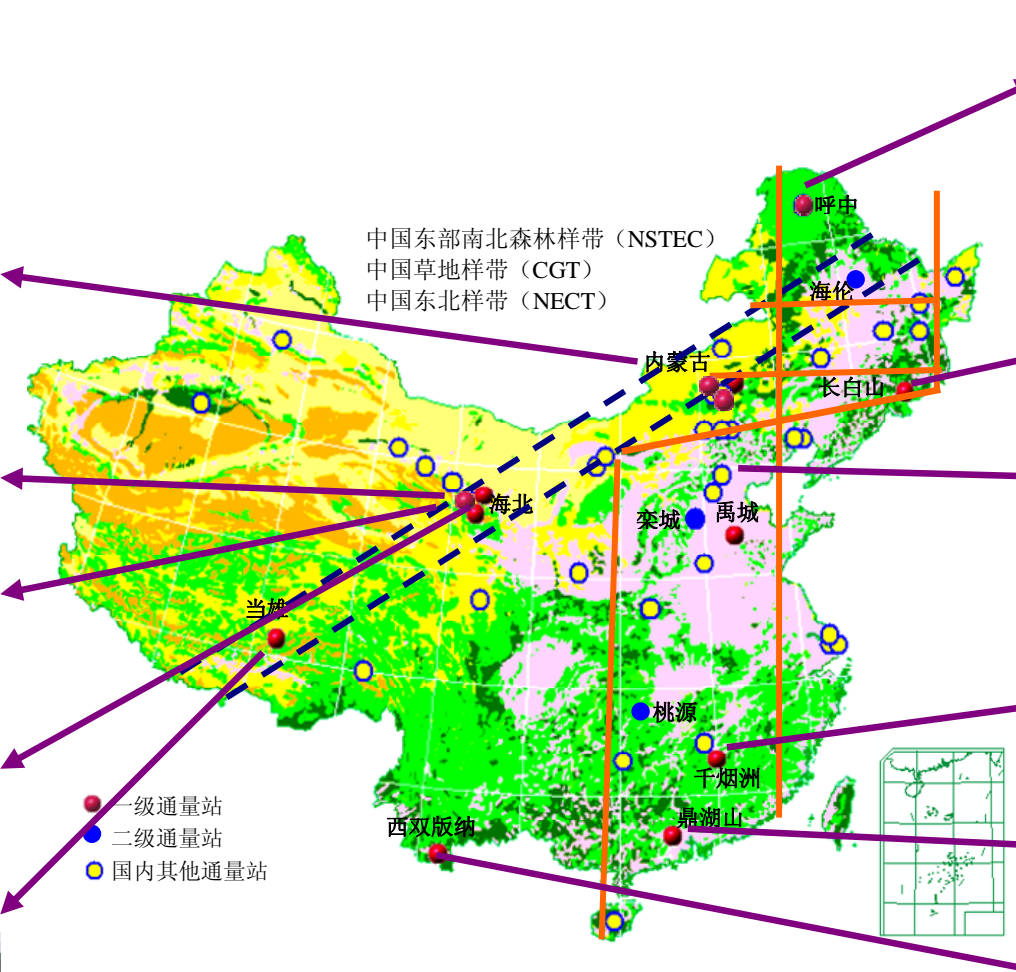 呼中
中国东部南北森林样带（NSTEC）
中国草地样带（CGT）
中国东北样带（NECT）
海伦
内蒙古
长白山
海北
栾城
禹城
当雄
桃源
千烟洲
一级通量站
鼎湖山
西双版纳
二级通量站
国内其他通量站